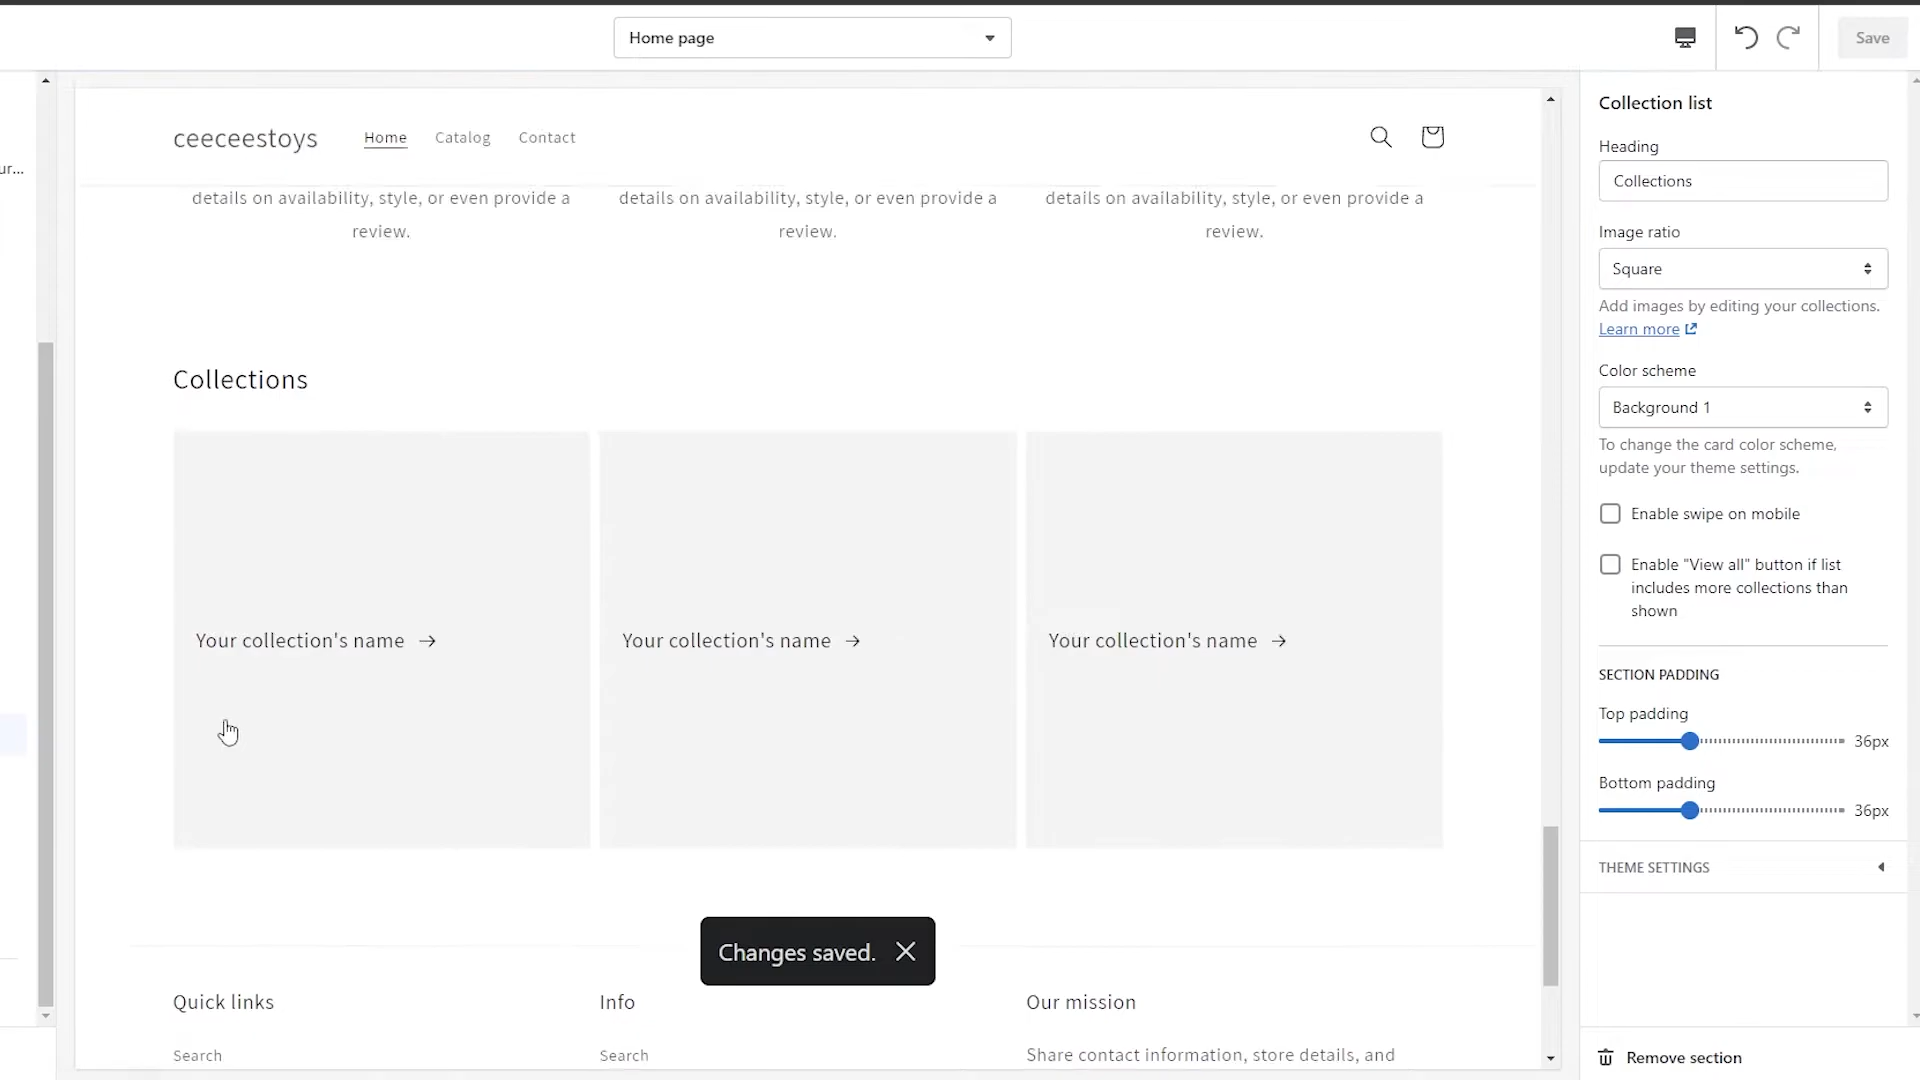 Home page
Save
ur...
ceeceestoys
Home
Catalog
Contact
details on availability, style, or even provide a
review.
details on availability, style, or even provide a
review.
details on availability, style, or even provide a
review.
Collections
Your collection's name →
Your collection's name →
Your collection's name →
Changes saved.
Quick links
Search
Info
Search
Our mission
Share contact information, store details, and
Collection list
Heading
Collections
Image ratio
Square
Add images by editing your collections.
Learn more
Color scheme
Background 1
To change the card color scheme,
update your theme settings.
Enable swipe on mobile
Enable "View all" button if list
includes more collections than
shown
SECTION PADDING
Top padding
36px
Bottom padding
36px
THEME SETTINGS
Remove section